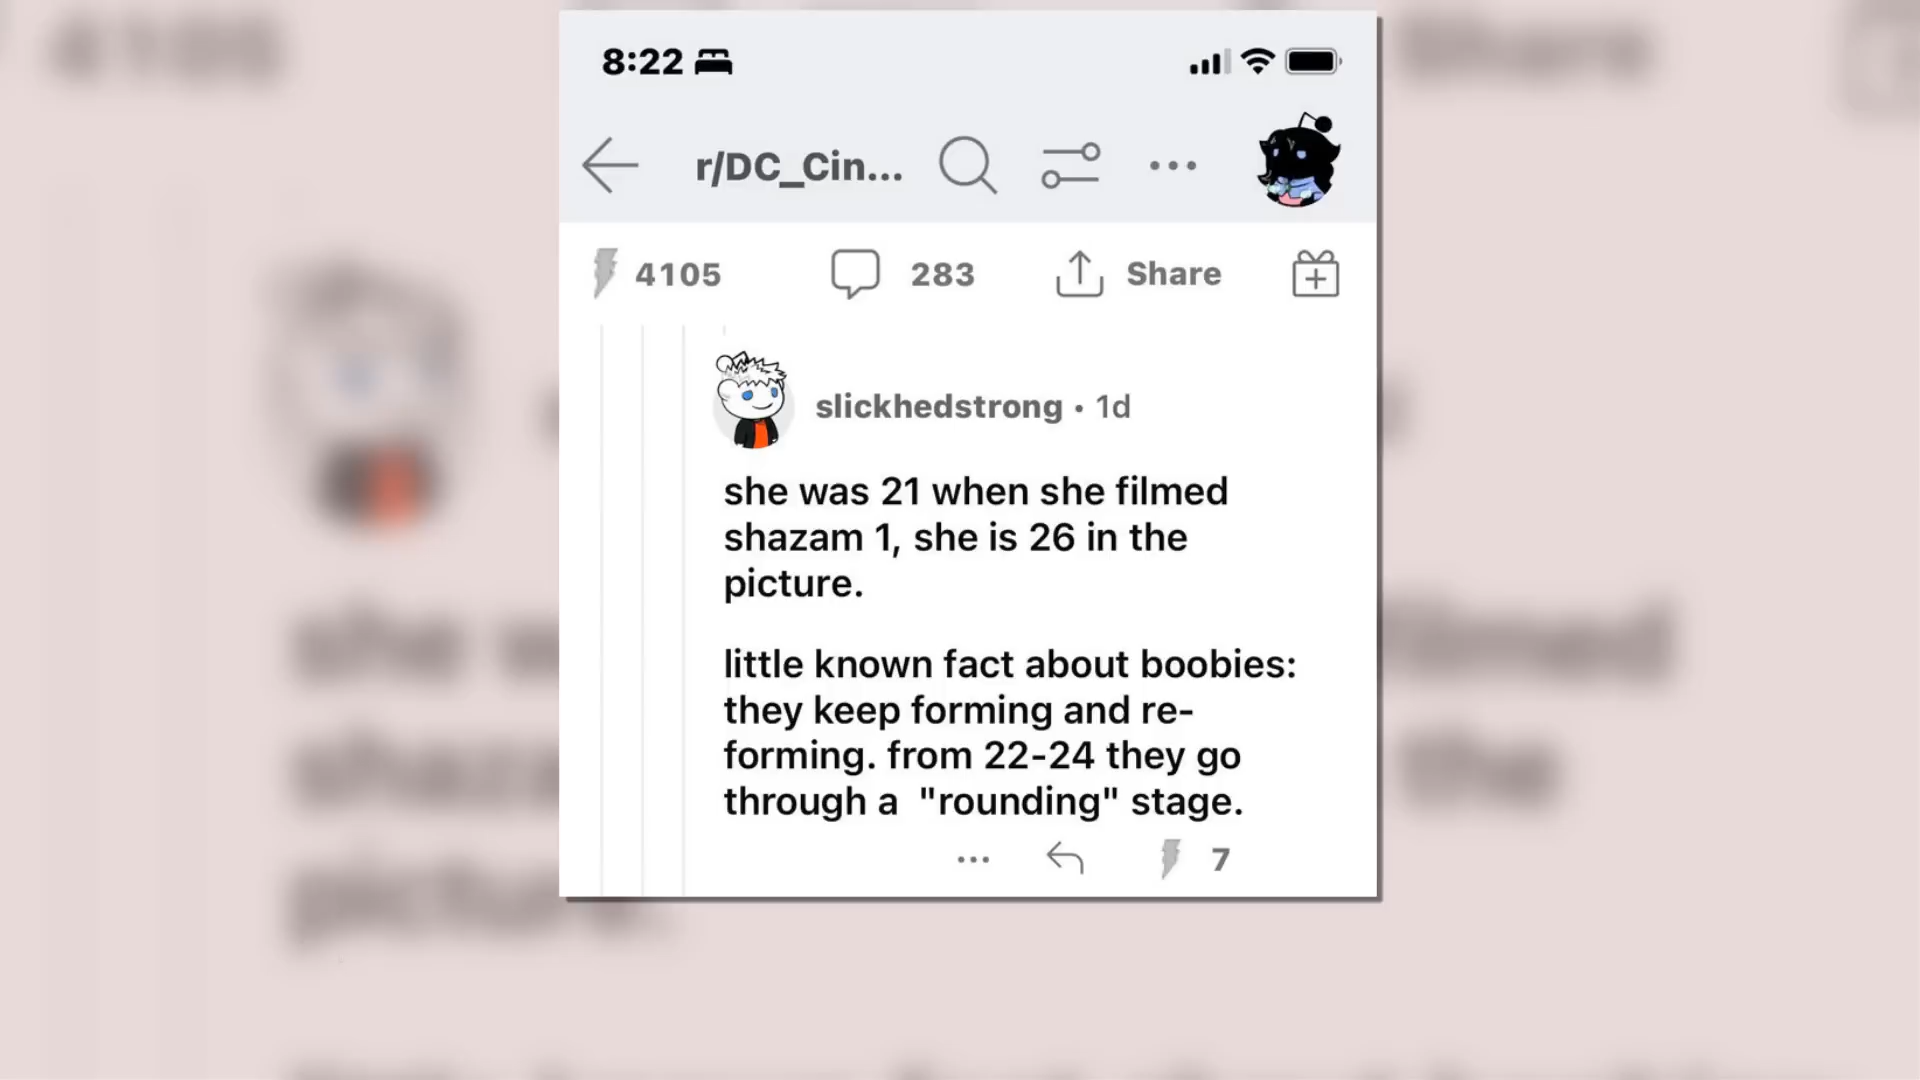 8:22
r/DC_Cin...
4105 283 Share
slickhedstrong • 1d
she was 21 when she filmed
shazam 1, she is 26 in the
picture.
little known fact about boobies:
they keep forming and re-
forming. from 22-24 they go
through a "rounding" stage.
... 7